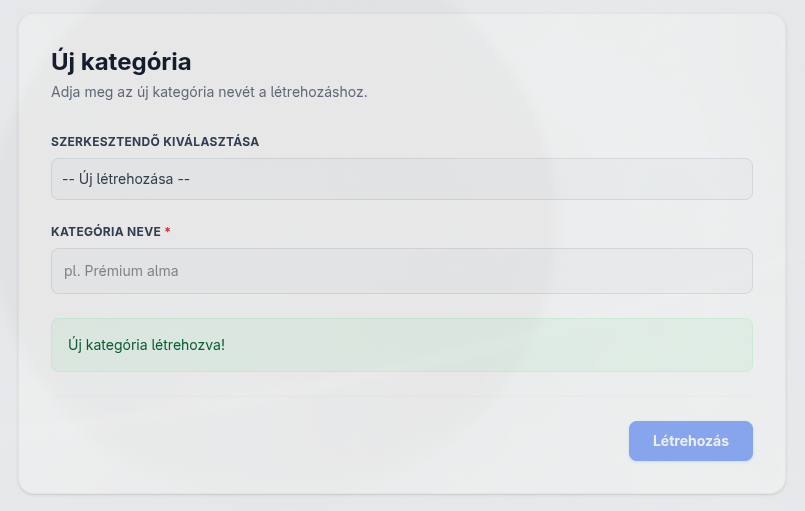 Új kategória
Adja meg az új kategória nevét a létrehozáshoz.
SZERKESZTENDŐ KIVÁLASZTÁSA
-- Új létrehozása --
KATEGÓRIA NEVE *
pl. Prémium alma
Új kategória létrehozva!
Létrehozás